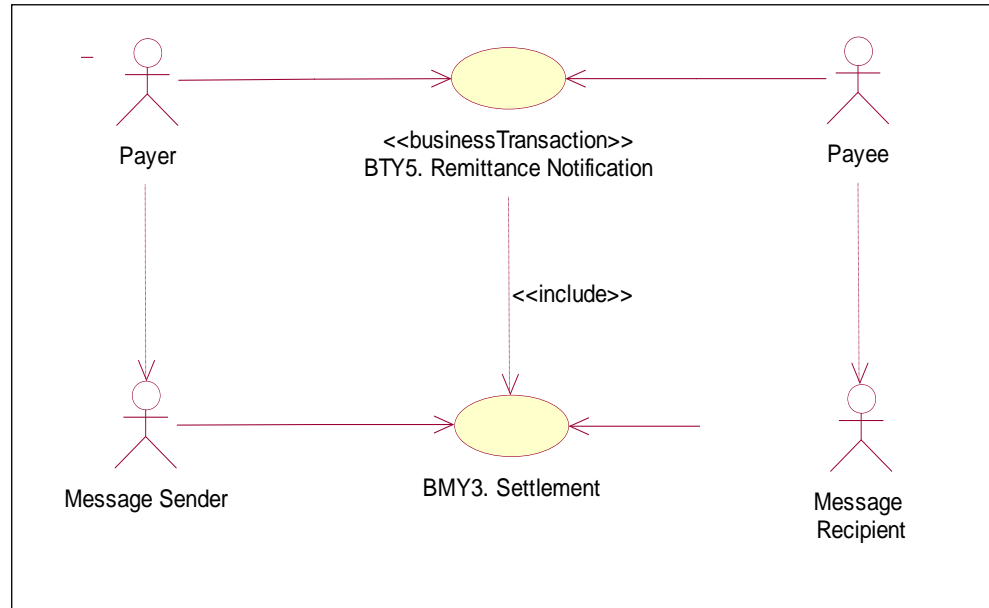 Payer
<<businessTransaction>>
BTY5. Remittance Notification
Payee
<<include>>
Message Sender
BMY3. Settlement
Message
Recipient